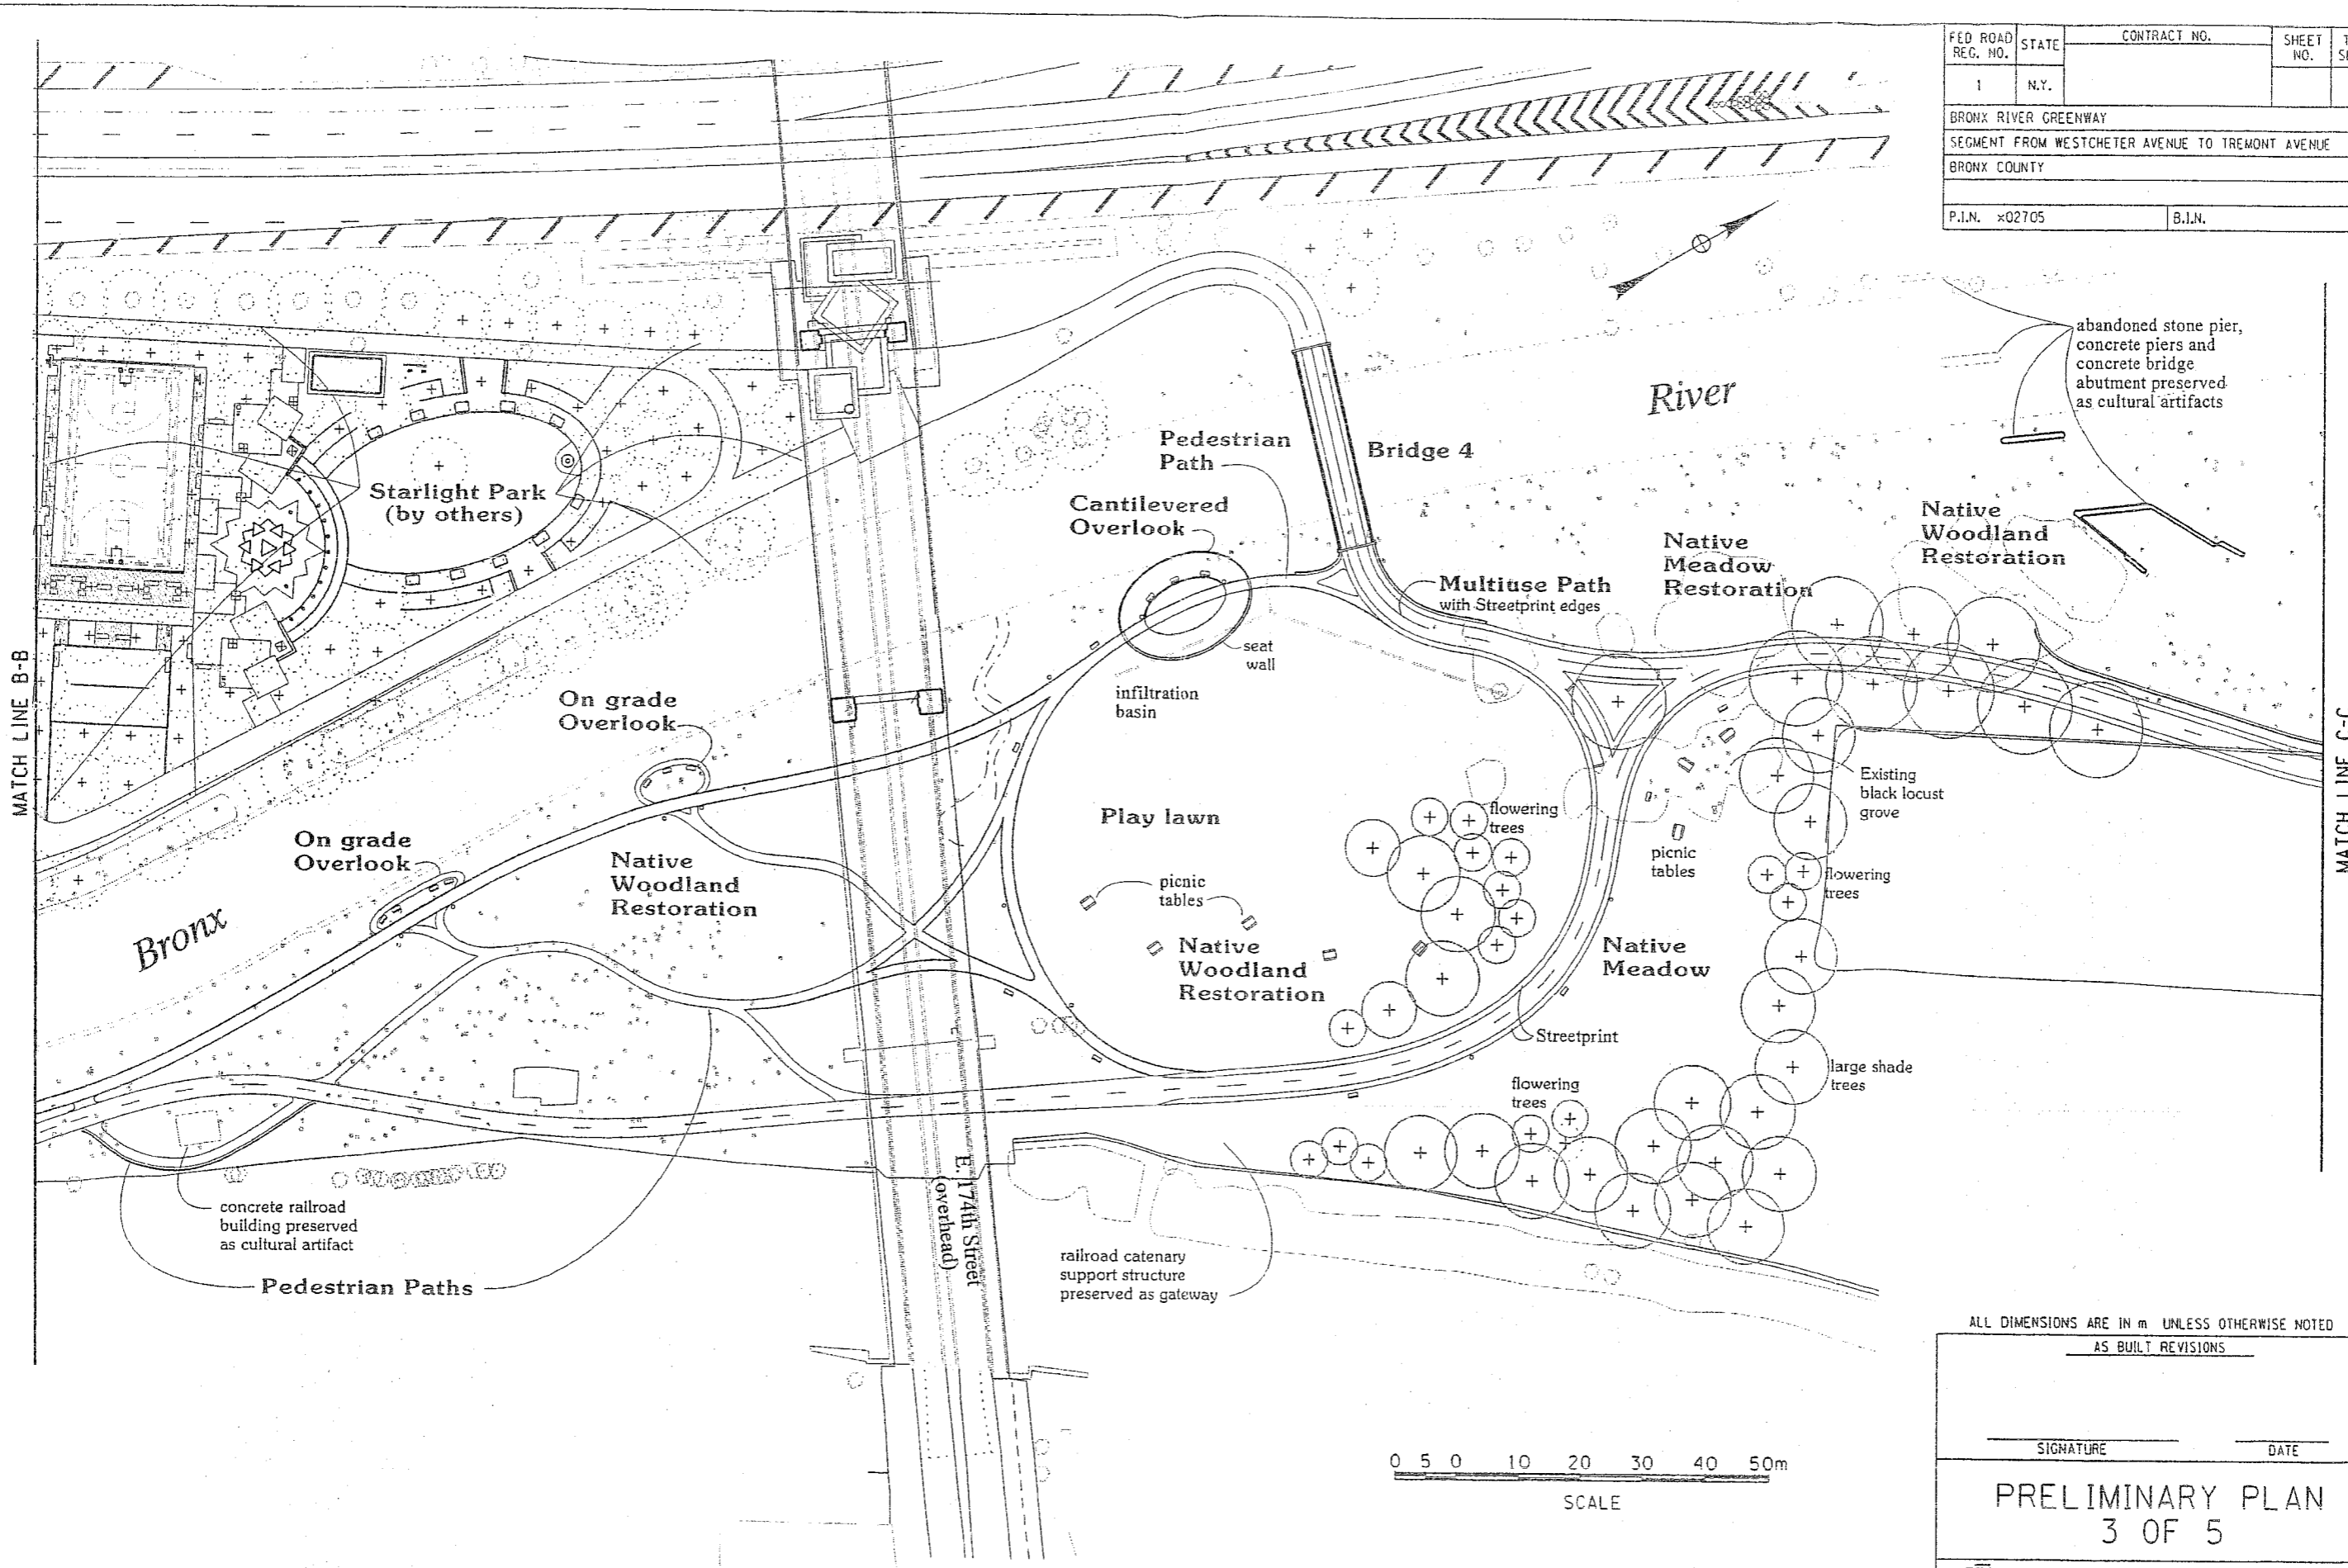 FED ROAD
REG. NO.
STATE
CONTRACT NO.
SHEET
NO.
1
N.Y.
BRONX RIVER GREENWAY
SEGMENT FROM WESTCHETER AVENUE TO TREMONT AVENUE
BRONX COUNTY
P.I.N. x02705
B.I.N.
abandoned stone pier,
concrete piers and
concrete bridge
abutment preserved
as cultural artifacts
River
Pedestrian
Path
Bridge 4
Cantilevered
Overlook
Starlight Park
(by others)
Native
Woodland
Restoration
Native
Meadow
Restoration
Multiuse Path
with Streetprint edges
seat
wall
infiltration
basin
On grade
Overlook
MATCH LINE B-B
MATCH LINE C-C
Existing
black locust
grove
Play lawn
flowering
trees
picnic
tables
flowering
trees
On grade
Overlook
Native
Woodland
Restoration
picnic
tables
Bronx
Native
Woodland
Restoration
Native
Meadow
Streetprint
large shade
trees
flowering
trees
E. 174th Street
(overhead)
concrete railroad
building preserved
as cultural artifact
Pedestrian Paths
railroad catenary
support structure
preserved as gateway
ALL DIMENSIONS ARE IN m UNLESS OTHERWISE NOTED
AS BUILT REVISIONS
SIGNATURE
DATE
0 5 0 10 20 30 40 50m
SCALE
PRELIMINARY PLAN
3 OF 5